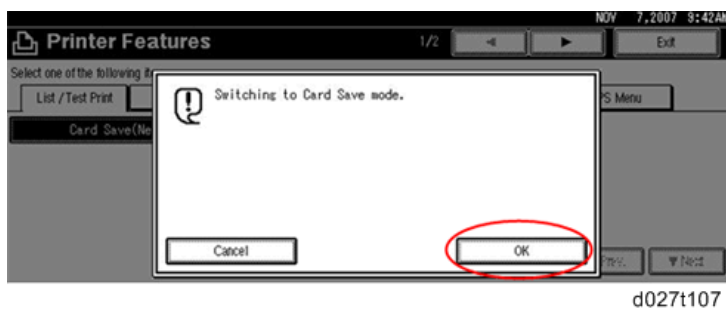 NOV 7,2007 9:42AM
Printer Features 1/2 Exit
Select one of the following
Switching to Card Save mode.
List / Test Print PS Menu
Card Save(Ne
Cancel OK
Prev. ▼Next
d027t107